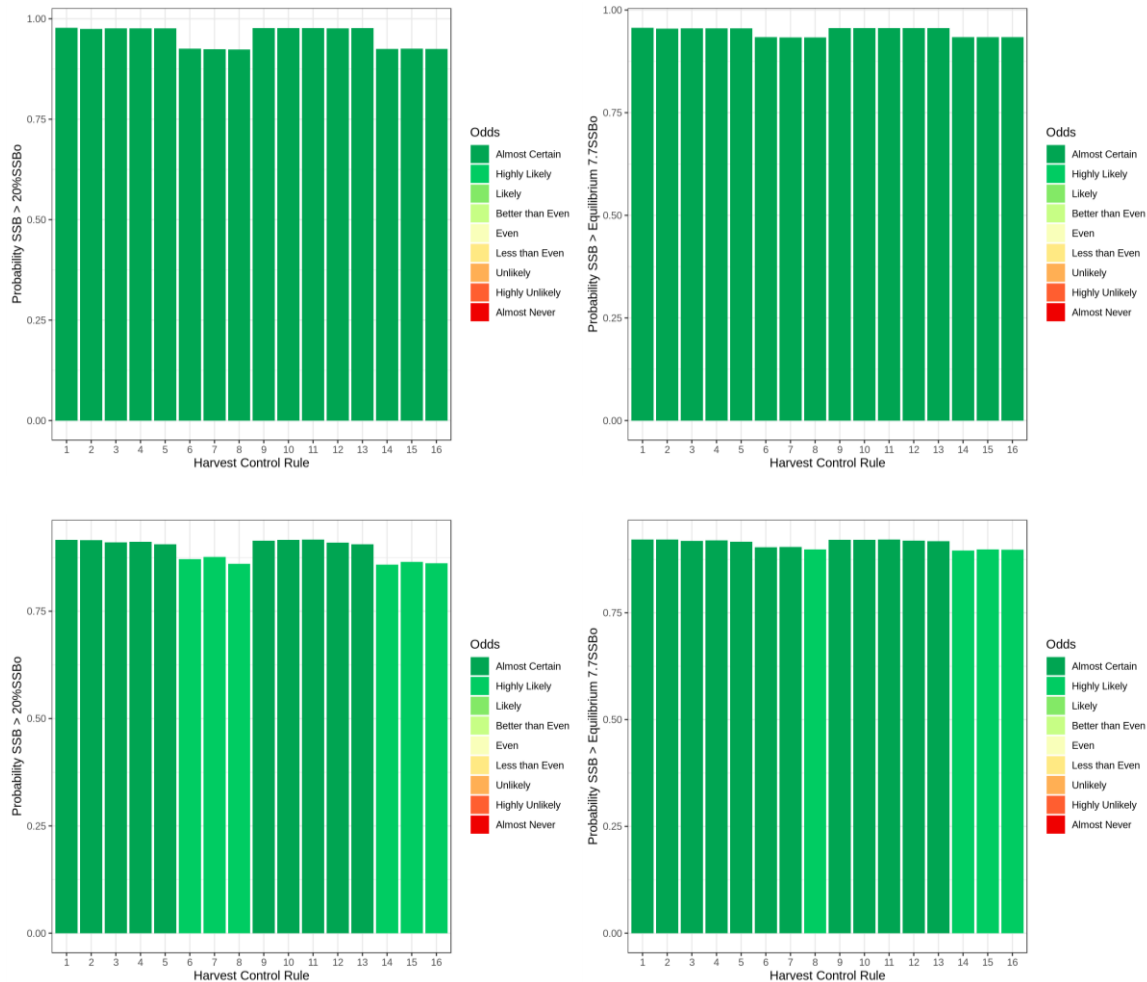 Probability SSB > 20%SSBo
1.00
0.75
0.50
0.25
0.00
1 2 3 4 5 6 7 8 9 10 11 12 13 14 15 16
Harvest Control Rule
Odds
Almost Certain
Highly Likely
Likely
Better than Even
Even
Less than Even
Unlikely
Highly Unlikely
Almost Never
Probability SSB > Equilibrium 7.7SSBo
1.00
0.75
0.50
0.25
0.00
1 2 3 4 5 6 7 8 9 10 11 12 13 14 15 16
Harvest Control Rule
Odds
Almost Certain
Highly Likely
Likely
Better than Even
Even
Less than Even
Unlikely
Highly Unlikely
Almost Never
Probability SSB > 20%SSBo
0.75
0.50
0.25
0.00
1 2 3 4 5 6 7 8 9 10 11 12 13 14 15 16
Harvest Control Rule
Odds
Almost Certain
Highly Likely
Likely
Better than Even
Even
Less than Even
Unlikely
Highly Unlikely
Almost Never
Probability SSB > Equilibrium 7.7SSBo
0.75
0.50
0.25
0.00
1 2 3 4 5 6 7 8 9 10 11 12 13 14 15 16
Harvest Control Rule
Odds
Almost Certain
Highly Likely
Likely
Better than Even
Even
Less than Even
Unlikely
Highly Unlikely
Almost Never